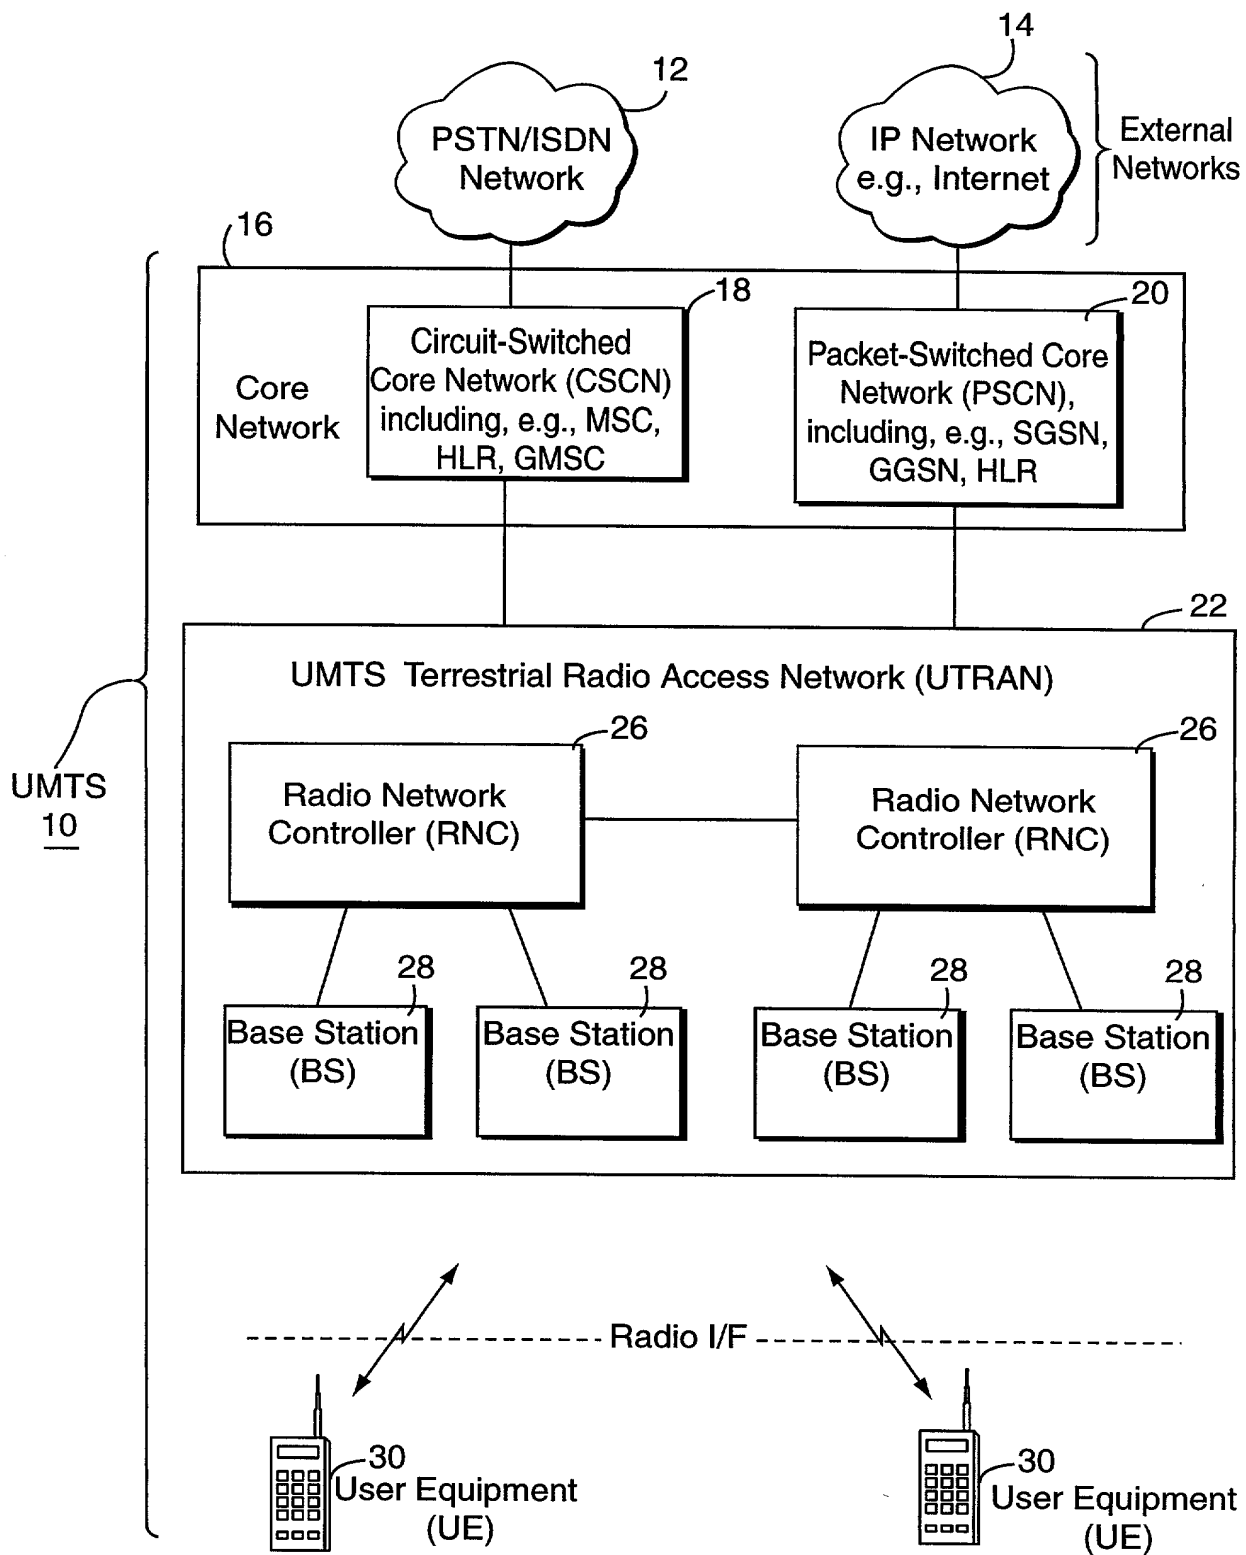 14
12
PSTN/ISDN
Network
IP Network
e.g., Internet
External
Networks
16
18
20
Core
Network
Circuit-Switched
Core Network (CSCN)
including, e.g., MSC,
HLR, GMSC
Packet-Switched Core
Network (PSCN),
including, e.g., SGSN,
GGSN, HLR
22
UMTS Terrestrial Radio Access Network (UTRAN)
26
26
UMTS
10
Radio Network
Controller (RNC)
Radio Network
Controller (RNC)
28
28
28
28
Base Station
(BS)
Base Station
(BS)
Base Station
(BS)
Base Station
(BS)
Radio I/F
30
User Equipment
(UE)
30
User Equipment
(UE)